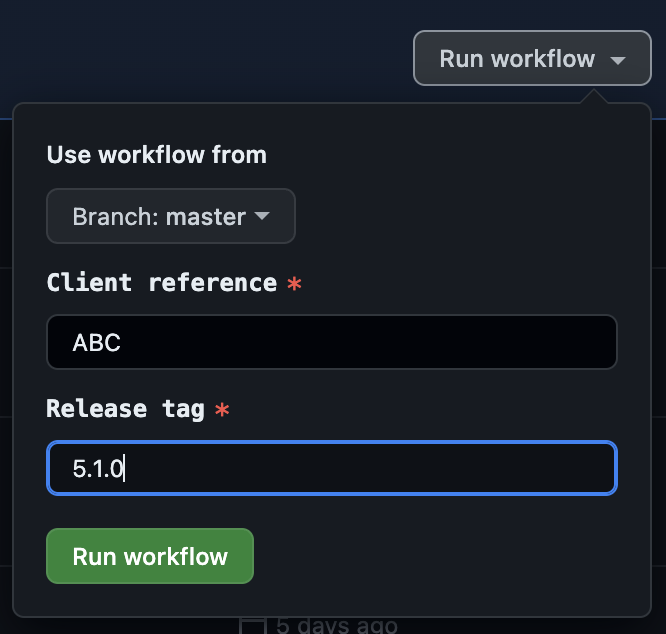 Run workflow
Use workflow from
Branch: master
Client reference *
ABC
Release tag *
5.1.0
Run workflow
5 days ago